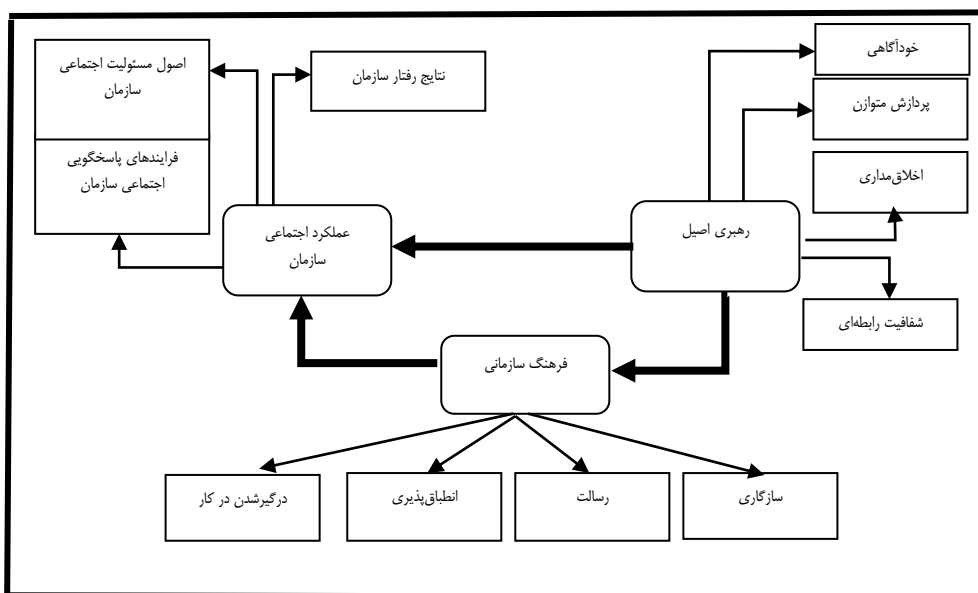 خودآگاهی
پردازش متوازن
اخلاق‌مداری
شفافیت رابطه‌ای
رهبری اصیل
نتایج رفتار سازمان
اصول مسئولیت اجتماعی
سازمان
فرایندهای پاسخگویی
اجتماعی سازمان
عملکرد اجتماعی
سازمان
فرهنگ سازمانی
سازگاری
رسالت
انطباق‌پذیری
درگیرشدن در کار